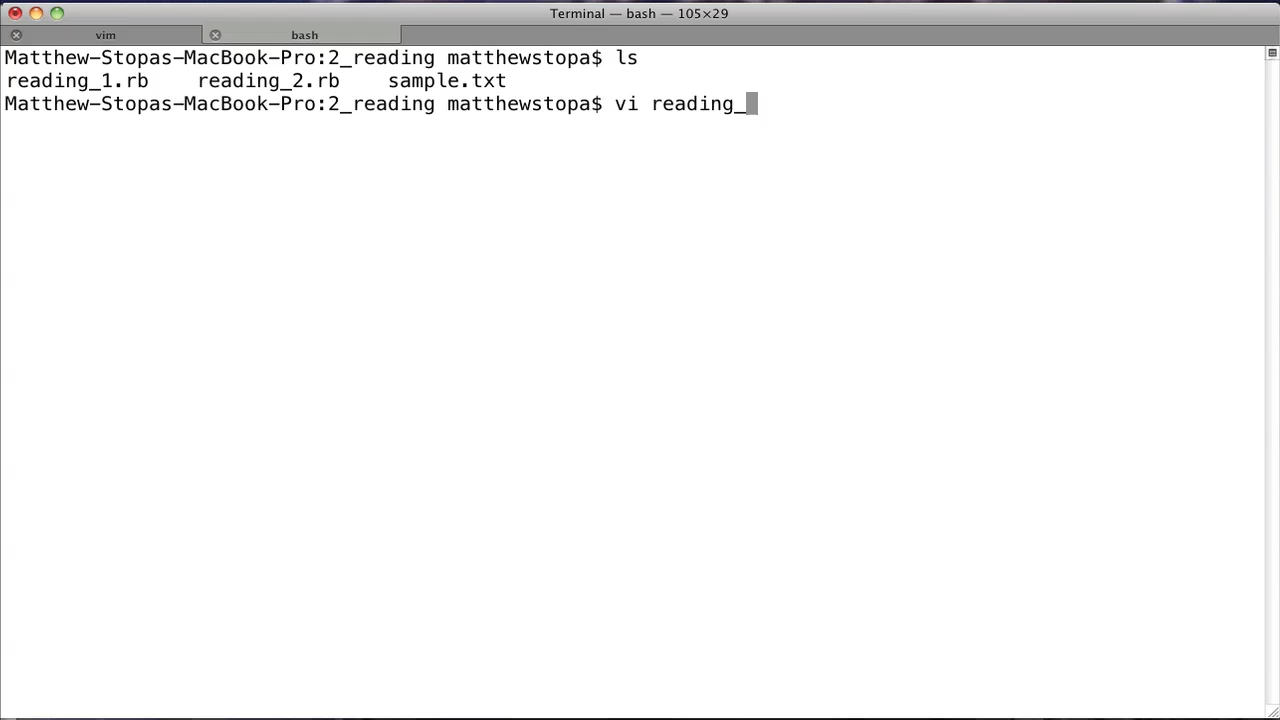 Terminal — bash — 105×29
vim bash
Matthew-Stopas-MacBook-Pro:2_reading matthewstopa$ ls
reading_1.rb    reading_2.rb    sample.txt
Matthew-Stopas-MacBook-Pro:2_reading matthewstopa$ vi reading_